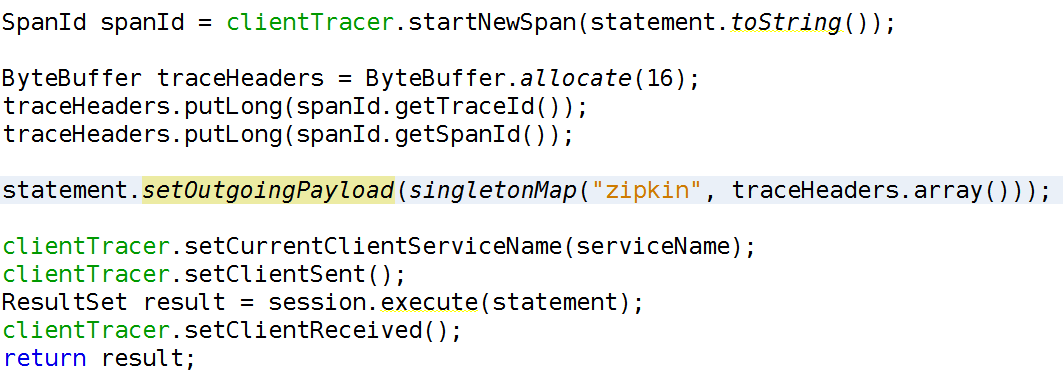 SpanId spanId = clientTracer.startNewSpan(statement.toString());
ByteBuffer traceHeaders = ByteBuffer.allocate(16);
traceHeaders.putLong(spanId.getTraceId());
traceHeaders.putLong(spanId.getSpanId());
statement.setOutgoingPayload(singletonMap("zipkin", traceHeaders.array()));
clientTracer.setCurrentClientServiceName(serviceName);
clientTracer.setClientSent();
ResultSet result = session.execute(statement);
clientTracer.setClientReceived();
return result;